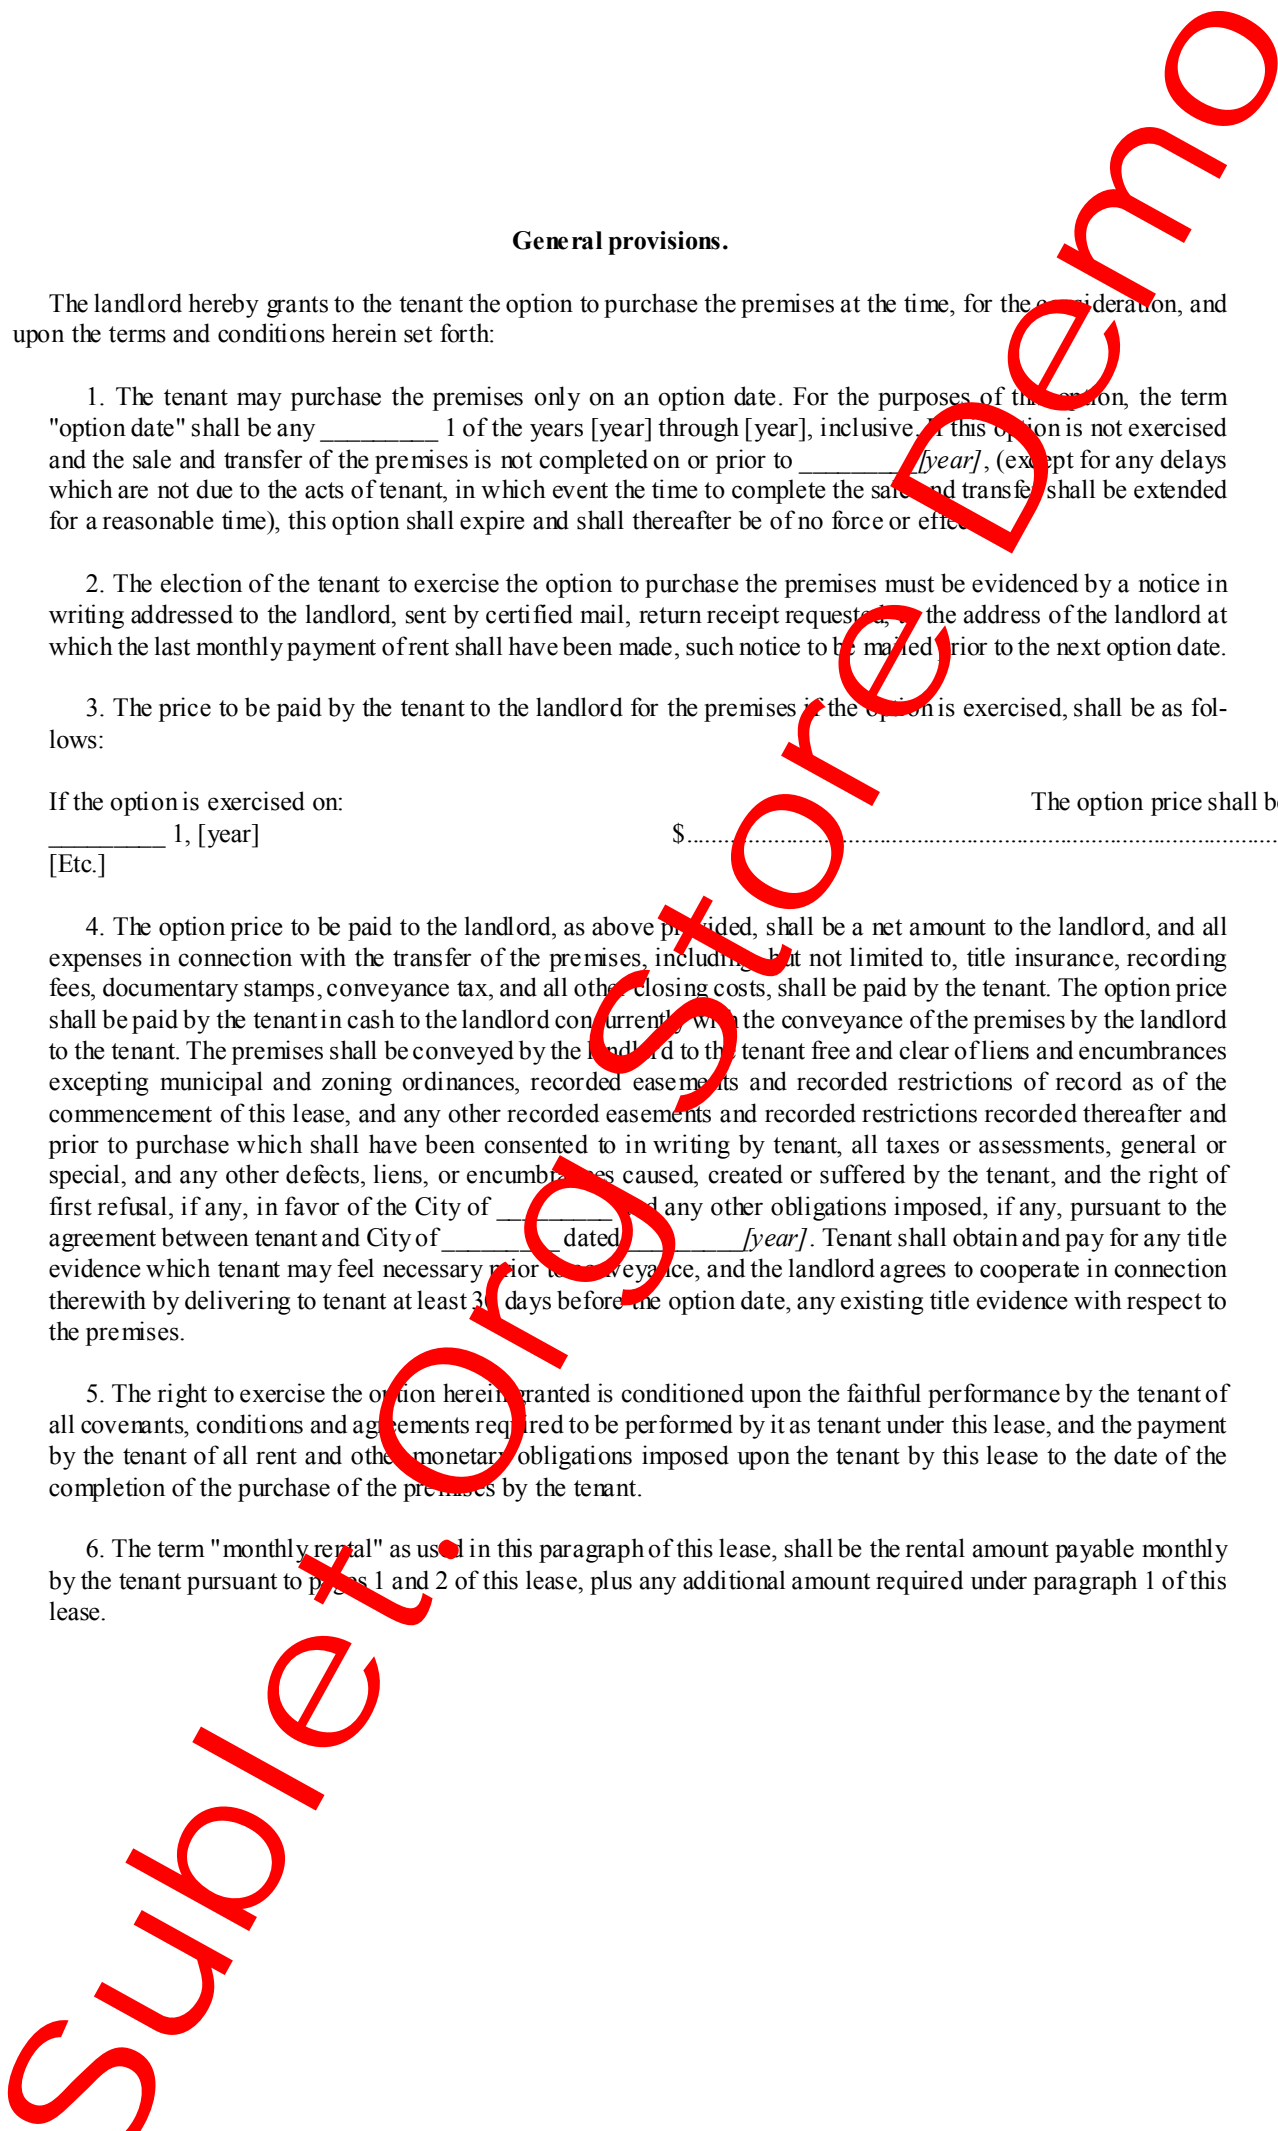 General provisions.
The landlord hereby grants to the tenant the option to purchase the premises at the time, for the consideration, and
upon the terms and conditions herein set forth:
1. The tenant may purchase the premises only on an option date. For the purposes of this option, the term
"option date" shall be any _________ 1 of the years [year] through [year], inclusive. If this option is not exercised
and the sale and transfer of the premises is not completed on or prior to _________[year], (except for any delays
which are not due to the acts of tenant, in which event the time to complete the sale and transfer shall be extended
for a reasonable time), this option shall expire and shall thereafter be of no force or effec
2. The election of the tenant to exercise the option to purchase the premises must be evidenced by a notice in
writing addressed to the landlord, sent by certified mail, return receipt requested, to the address of the landlord at
which the last monthly payment of rent shall have been made, such notice to be mailed prior to the next option date.
3. The price to be paid by the tenant to the landlord for the premises if the option is exercised, shall be as fol-
lows:
If the option is exercised on: The option price shall b
_________ 1, [year] $..........................................................................................
[Etc.]
4. The option price to be paid to the landlord, as above provided, shall be a net amount to the landlord, and all
expenses in connection with the transfer of the premises, including, but not limited to, title insurance, recording
fees, documentary stamps, conveyance tax, and all other closing costs, shall be paid by the tenant. The option price
shall be paid by the tenant in cash to the landlord concurrently with the conveyance of the premises by the landlord
to the tenant. The premises shall be conveyed by the landlord to the tenant free and clear of liens and encumbrances
excepting municipal and zoning ordinances, recorded easements and recorded restrictions of record as of the
commencement of this lease, and any other recorded easements and recorded restrictions recorded thereafter and
prior to purchase which shall have been consented to in writing by tenant, all taxes or assessments, general or
special, and any other defects, liens, or encumbrances caused, created or suffered by the tenant, and the right of
first refusal, if any, in favor of the City of _________ and any other obligations imposed, if any, pursuant to the
agreement between tenant and City of _________ dated _________[year]. Tenant shall obtain and pay for any title
evidence which tenant may feel necessary prior to conveyance, and the landlord agrees to cooperate in connection
therewith by delivering to tenant at least 30 days before the option date, any existing title evidence with respect to
the premises.
5. The right to exercise the option herein granted is conditioned upon the faithful performance by the tenant of
all covenants, conditions and agreements required to be performed by it as tenant under this lease, and the payment
by the tenant of all rent and other monetary obligations imposed upon the tenant by this lease to the date of the
completion of the purchase of the premises by the tenant.
6. The term "monthly rental" as used in this paragraph of this lease, shall be the rental amount payable monthly
by the tenant pursuant to pages 1 and 2 of this lease, plus any additional amount required under paragraph 1 of this
lease.
Sublet.Org Store Demo